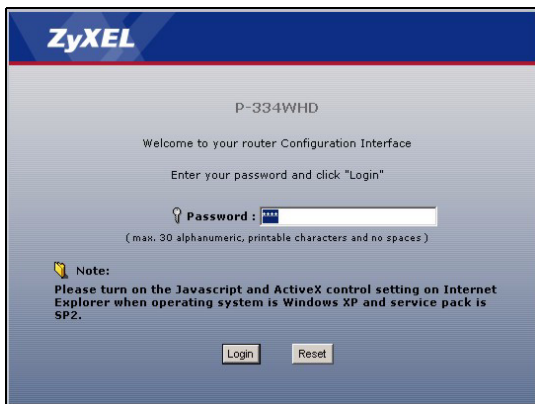 ZyXEL
P-334WHD
Welcome to your router Configuration Interface
Enter your password and click "Login"
Password : ****
( max. 30 alphanumeric, printable characters and no spaces )
Note:
Please turn on the Javascript and ActiveX control setting on Internet
Explorer when operating system is Windows XP and service pack is
SP2.
Login Reset